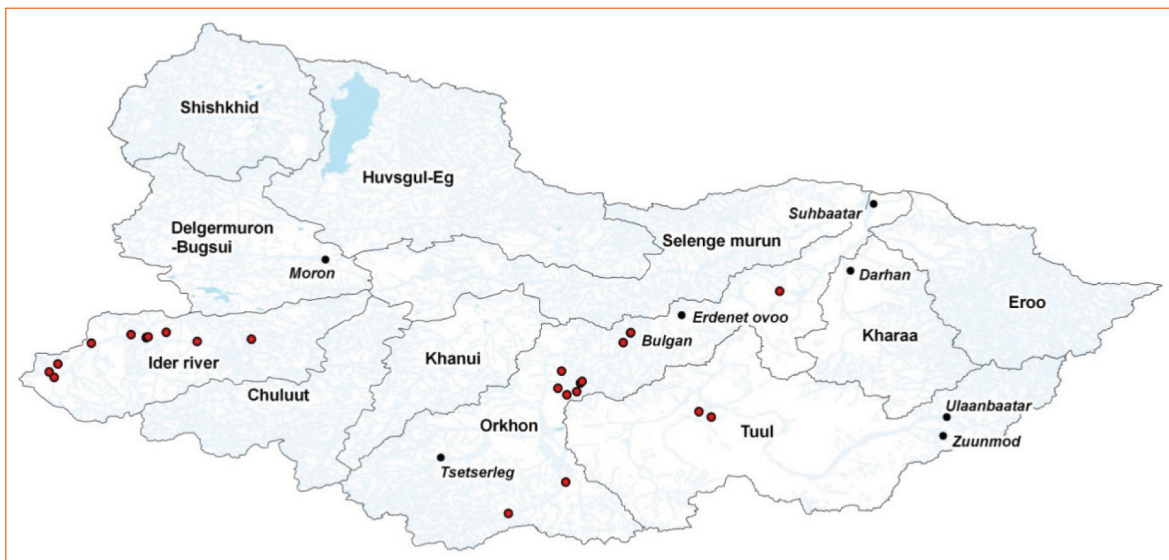 Shishkhid
Huvsgul-Eg
Delgermuron
-Bugsui
Suhbaatar
Selenge murun
Moron
Darhan
Eroo
Erdenet ovoo
Kharaa
Bulgan
Ider river
Khanui
Chuluut
Ulaanbaatar
Orkhon
Tuul
Zuunmod
Tsetserleg